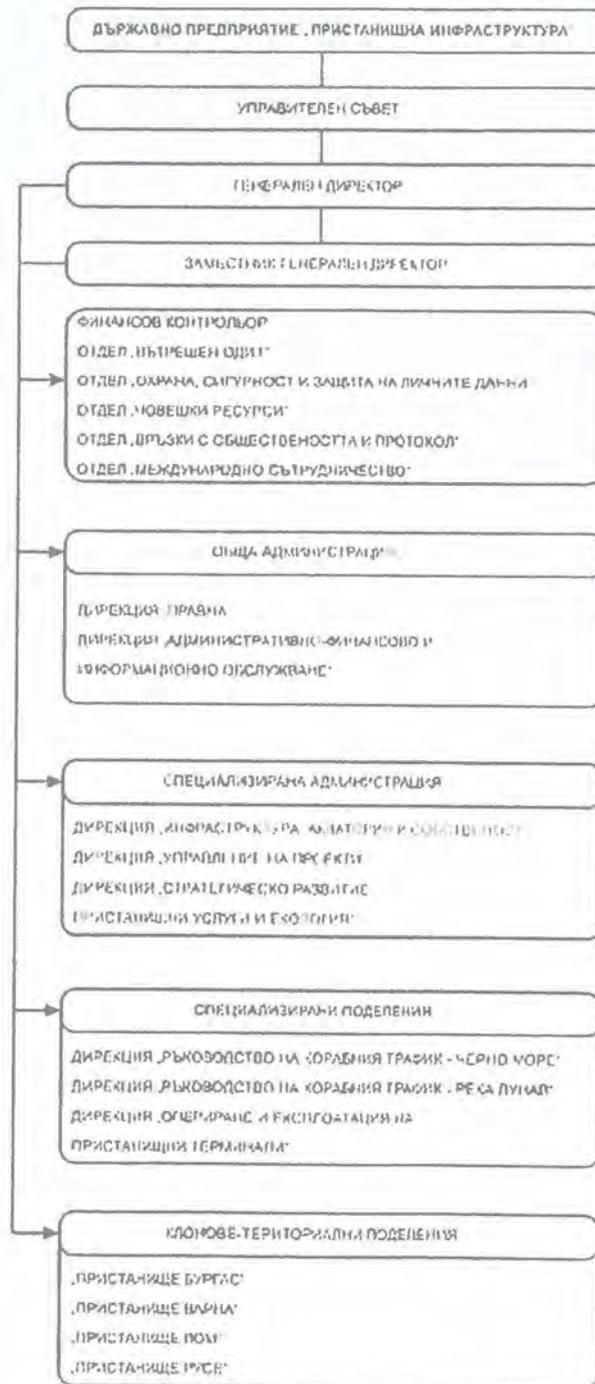 ДЪРЖАВНО ПРЕДПРИЯТИЕ „ПРИСТАНИЩНА ИНФРАСТРУКТУРА
УПРАВИТЕЛЕН СЪВЕТ
ГЕНЕРАЛЕН ДИРЕКТОР
ЗАМЕСТНИК ГЕНЕРАЛЕН ДИРЕКТОР
ФИНАНСОВ КОНТРОЛЬОР
ОТДЕЛ „ВЪТРЕШЕН ОДИТ“
ОТДЕЛ „ОХРАНА, СИГУРНОСТ И ЗАЩИТА НА ЛИЧНИТЕ ДАННИ
ОТДЕЛ „ЧОВЕШКИ РЕСУРСИ“
ОТДЕЛ „ВРЪЗКИ С ОБЩЕСТВЕНОСТТА И ПРОТОКОЛ“
ОТДЕЛ „МЕЖДУНАРОДНО СЪТРУДНИЧЕСТВО“
ОБЩА АДМИНИСТРАЦИЯ
ДИРЕКЦИЯ „ПРАВНА
ДИРЕКЦИЯ „АДМИНИСТРАТИВНО-ФИНАНСОВО И
ИНФОРМАЦИОННО ОБСЛУЖВАНЕ“
СПЕЦИАЛИЗИРАНА АДМИНИСТРАЦИЯ
ДИРЕКЦИЯ „ИНФРАСТРУКТУРА, АКВАТОРИИ И СОБСТВЕНОСТ
ДИРЕКЦИЯ „УПРАВЛЕНИЕ НА ПРОЕКТИ
ДИРЕКЦИЯ „СТРАТЕГИЧЕСКО РАЗВИТИЕ
ПРИСТАНИЩНИ УСЛУГИ И ЕКОЛОГИЯ“
СПЕЦИАЛИЗИРАНИ ПОДЕЛЕНИЯ
ДИРЕКЦИЯ „РЪКОВОДСТВО НА КОРАБНИЯ ТРАФИК - ЧЕРНО МОРЕ“
ДИРЕКЦИЯ „РЪКОВОДСТВО НА КОРАБНИЯ ТРАФИК - РЕКА ДУНАВ“
ДИРЕКЦИЯ „ОПЕРИРАНЕ И ЕКСПЛОАТАЦИЯ НА
ПРИСТАНИЩНИ ТЕРМИНАЛИ“
КЛОНОВЕ-ТЕРИТОРИАЛНИ ПОДЕЛЕНИЯ
„ПРИСТАНИЩЕ БУРГАС“
„ПРИСТАНИЩЕ ВАРНА“
„ПРИСТАНИЩЕ ЛОМ“
„ПРИСТАНИЩЕ РУСЕ“